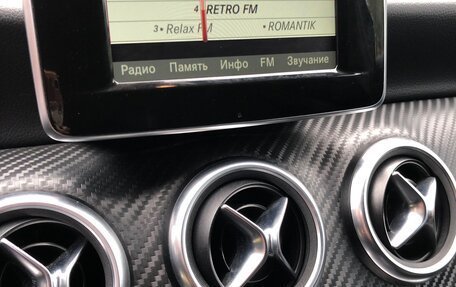 4• RETRO FM
3• Relax FM
• ROMANTIK
Радио Память Инфо FM Звучание